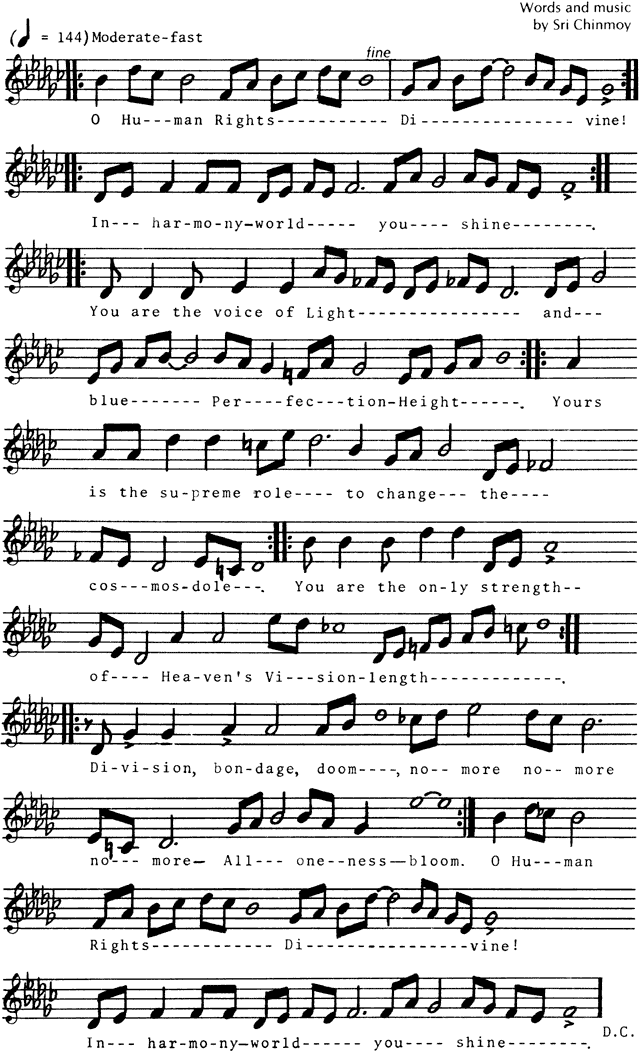 Words and music
by Sri Chinmoy
(♩ = 144) Moderate-fast
fine
O Hu---man Rights----------- Di--------------- vine!
In--- har-mo-ny-world----- you---- shine--------.
You are the voice of Light---------------- and---
blue------- Per----fec---tion-Height------. Yours
is the su-preme role---- to change--- the----
cos---mos-dole---. You are the on-ly strength--
of---- Hea-ven's Vi---sion-length-------------.
Di-vi-sion, bon-dage, doom----, no-- more no-- more
no--- more- All--- one--ness--bloom. O Hu---man
Rights------------ Di----------------vine!
In--- har-mo-ny-world------ you---- shine--------.
D.C.